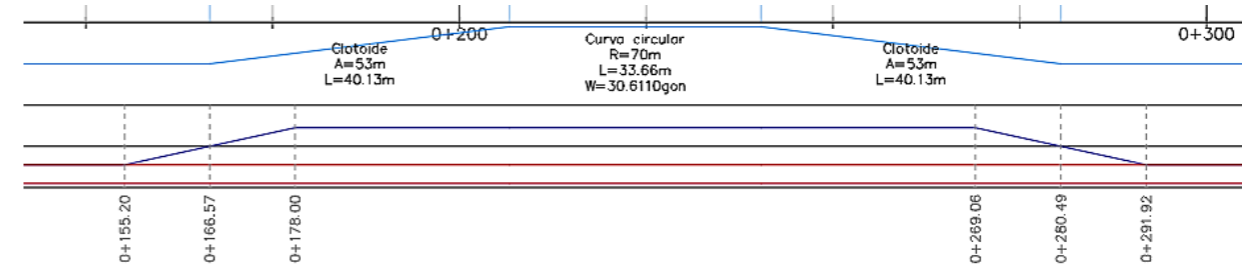 0+200
0+300
Clotoide
A=53m
L=40.13m
Curva circular
R=70m
L=33.66m
W=30.6110gon
Clotoide
A=53m
L=40.13m
0+155.20
0+166.57
0+178.00
0+269.06
0+280.49
0+291.92